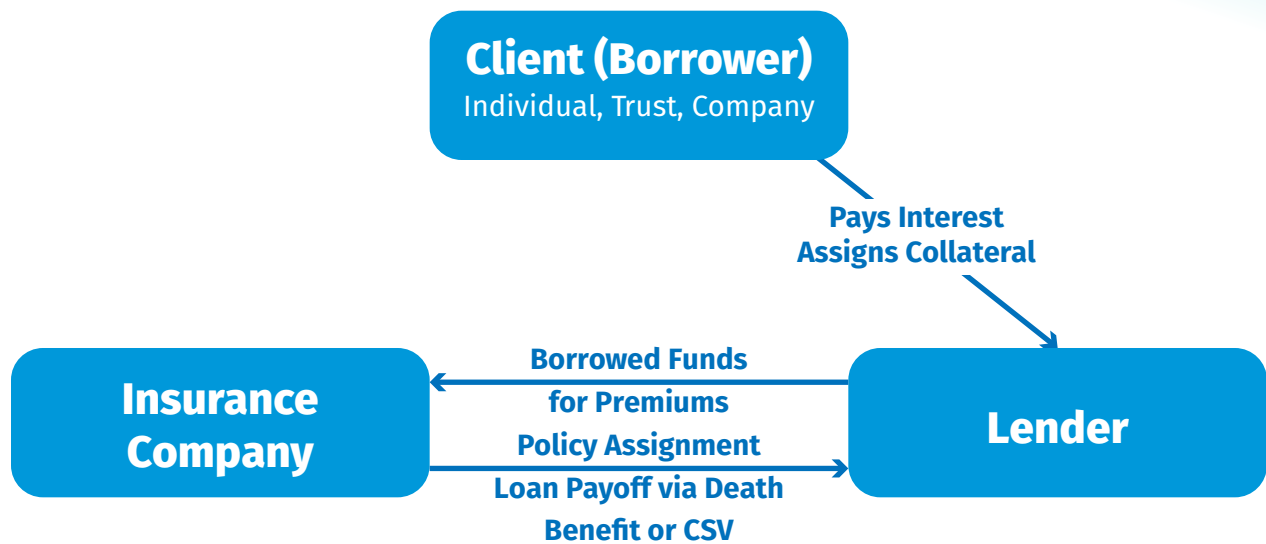 Client (Borrower)
Individual, Trust, Company
Pays Interest
Assigns Collateral
Insurance
Company
Borrowed Funds
for Premiums
Policy Assignment
Loan Payoff via Death
Benefit or CSV
Lender